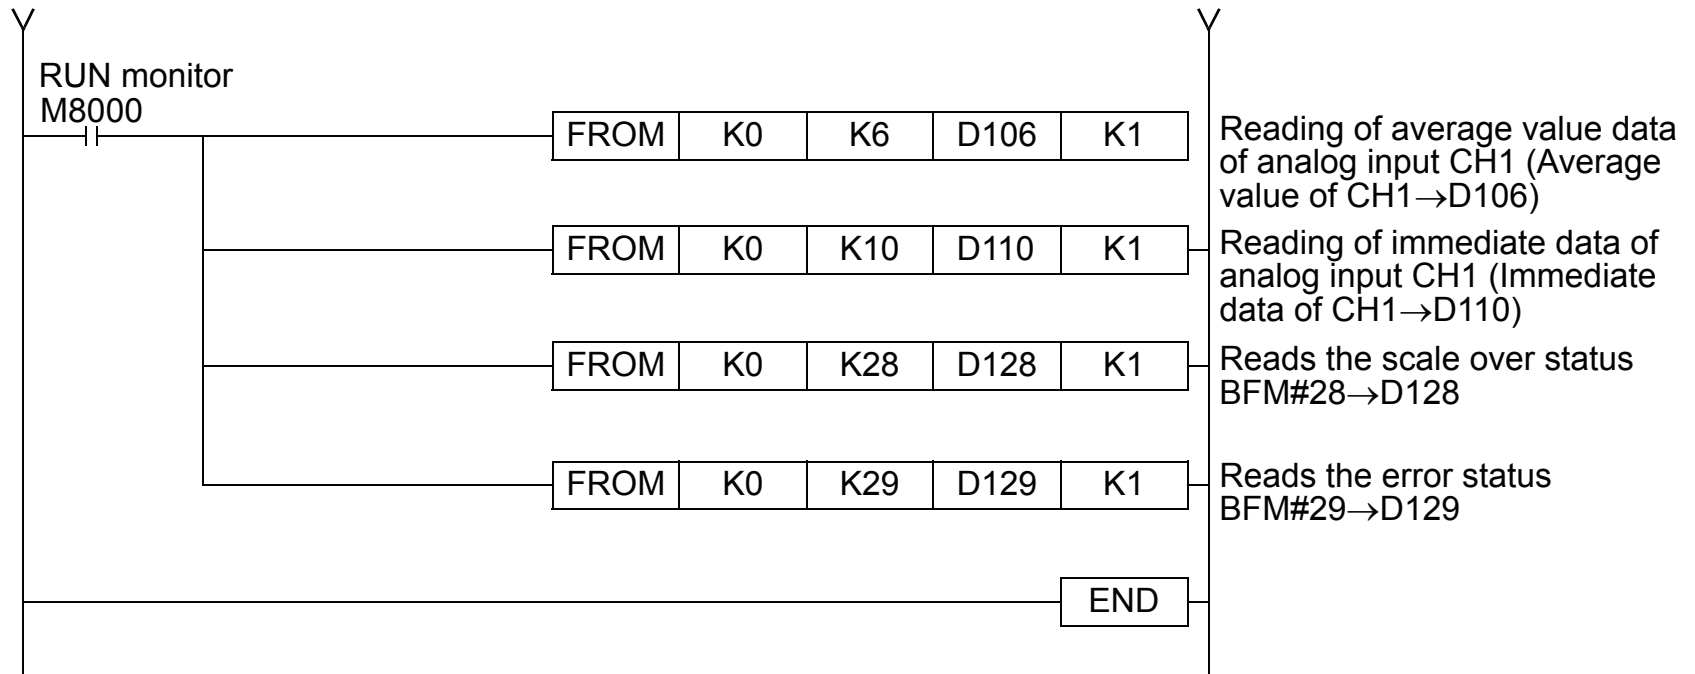 RUN monitor
M8000
FROM K0 K6 D106 K1
Reading of average value data
of analog input CH1 (Average
value of CH1→D106)
FROM K0 K10 D110 K1
Reading of immediate data of
analog input CH1 (Immediate
data of CH1→D110)
FROM K0 K28 D128 K1
Reads the scale over status
BFM#28→D128
FROM K0 K29 D129 K1
Reads the error status
BFM#29→D129
END